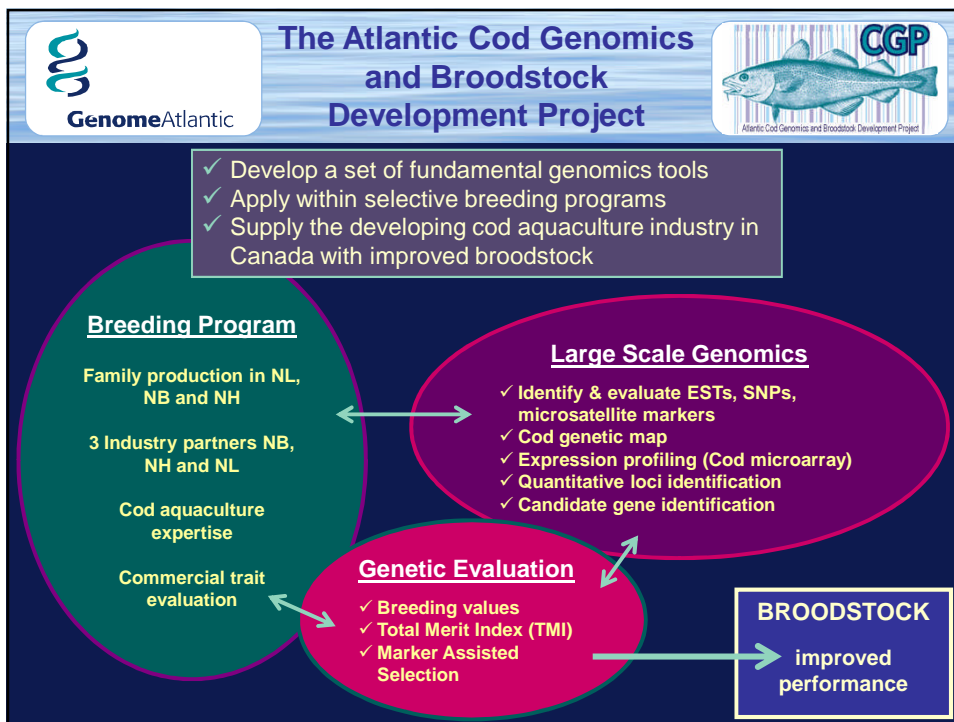 GenomeAtlantic
The Atlantic Cod Genomics
and Broodstock
Development Project
CGP
Atlantic Cod Genomics and Broodstock Development Project
✓ Develop a set of fundamental genomics tools
✓ Apply within selective breeding programs
✓ Supply the developing cod aquaculture industry in
Canada with improved broodstock
Breeding Program
Family production in NL,
NB and NH
3 Industry partners NB,
NH and NL
Cod aquaculture
expertise
Commercial trait
evaluation
Large Scale Genomics
✓ Identify & evaluate ESTs, SNPs,
microsatellite markers
✓ Cod genetic map
✓ Expression profiling (Cod microarray)
✓ Quantitative loci identification
✓ Candidate gene identification
Genetic Evaluation
✓ Breeding values
✓ Total Merit Index (TMI)
✓ Marker Assisted
Selection
BROODSTOCK
improved
performance